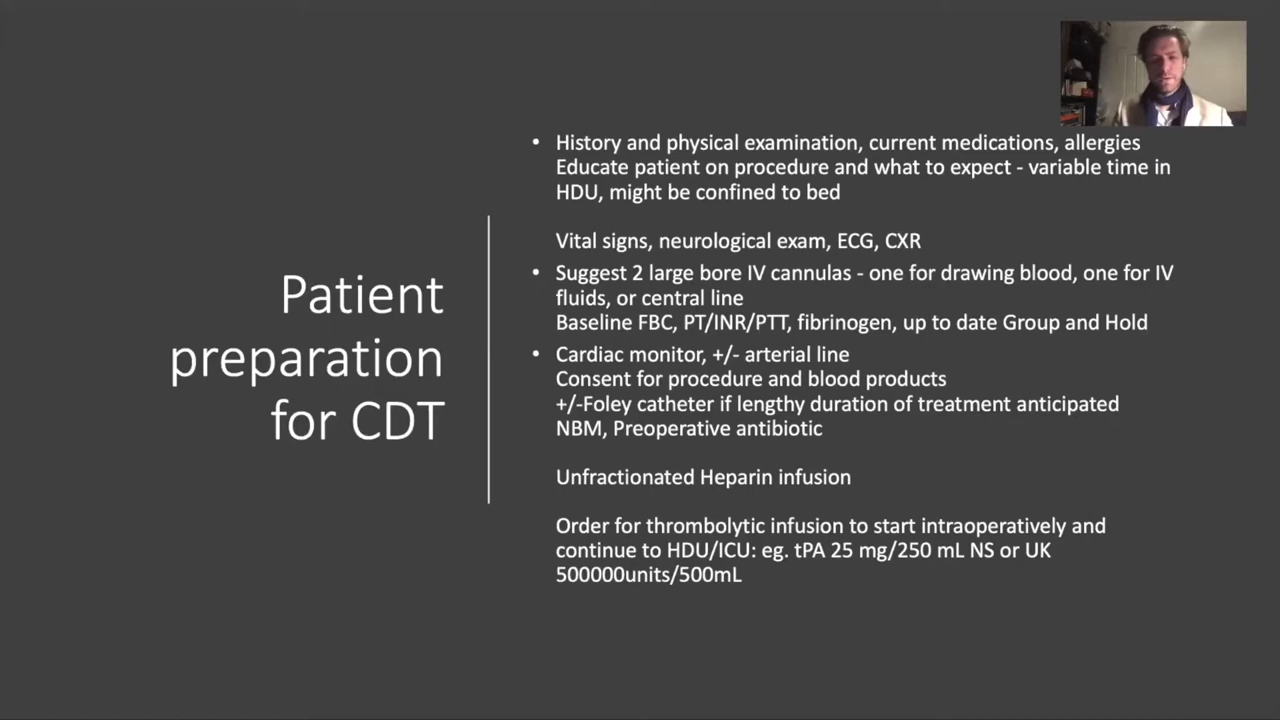 Patient
preparation
for CDT
• History and physical examination, current medications, allergies
Educate patient on procedure and what to expect - variable time in
HDU, might be confined to bed
Vital signs, neurological exam, ECG, CXR
• Suggest 2 large bore IV cannulas - one for drawing blood, one for IV
fluids, or central line
Baseline FBC, PT/INR/PTT, fibrinogen, up to date Group and Hold
• Cardiac monitor, +/- arterial line
Consent for procedure and blood products
+/-Foley catheter if lengthy duration of treatment anticipated
NBM, Preoperative antibiotic
Unfractionated Heparin infusion
Order for thrombolytic infusion to start intraoperatively and
continue to HDU/ICU: eg. tPA 25 mg/250 mL NS or UK
500000units/500mL